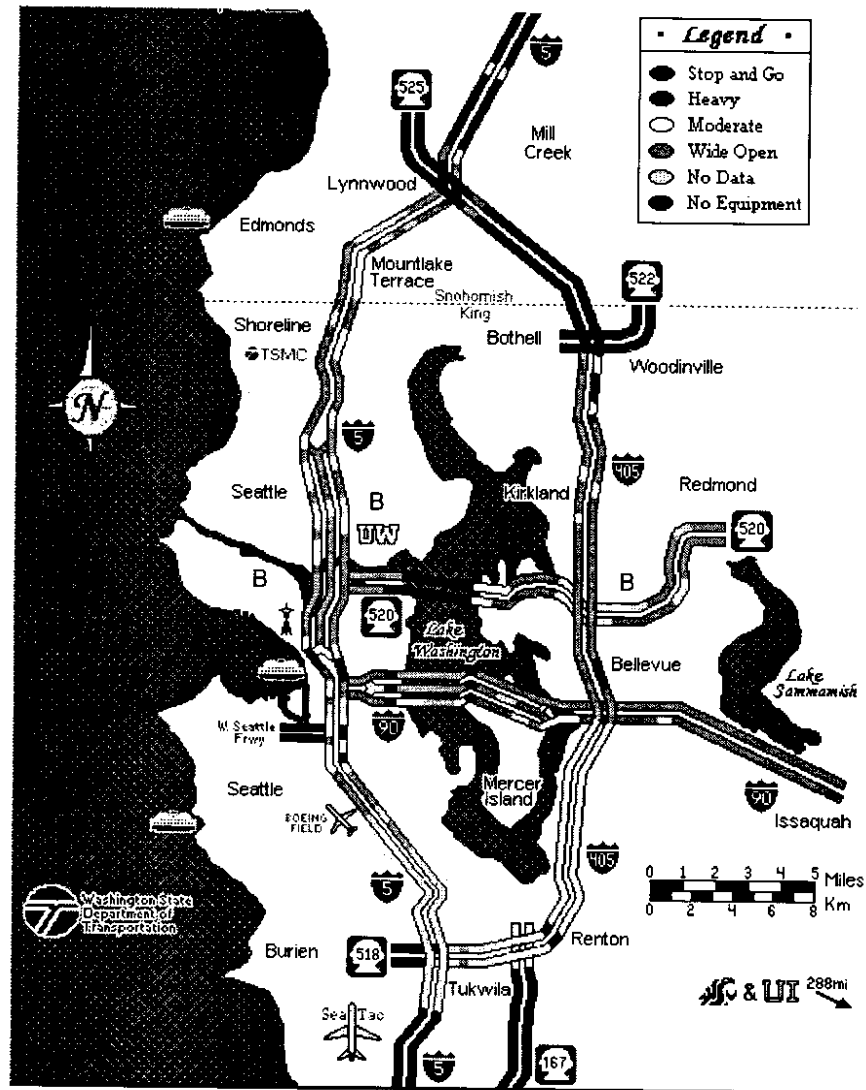 Legend
Stop and Go
Heavy
Moderate
Wide Open
No Data
No Equipment
5
525
Mill
Creek
Lynnwood
Edmonds
Mountlake
Terrace
522
Snohomish
King
Shoreline
Bothell
TSMC
Woodinville
N
5
405
Seattle
B
Kirkland
Redmond
UW
520
B
B
520
Lake
Washington
Bellevue
Lake
Sammamish
W. Seattle
Frwy
90
Seattle
Mercer
Island
90
BOEING
FIELD
Issaquah
405
0 1 2 3 4 5 Miles
0 2 4 6 8 Km
5
Washington State
Department of
Transportation
Burien
518
Renton
Tukwila
& UI 288mi
Sea Tac
5
167